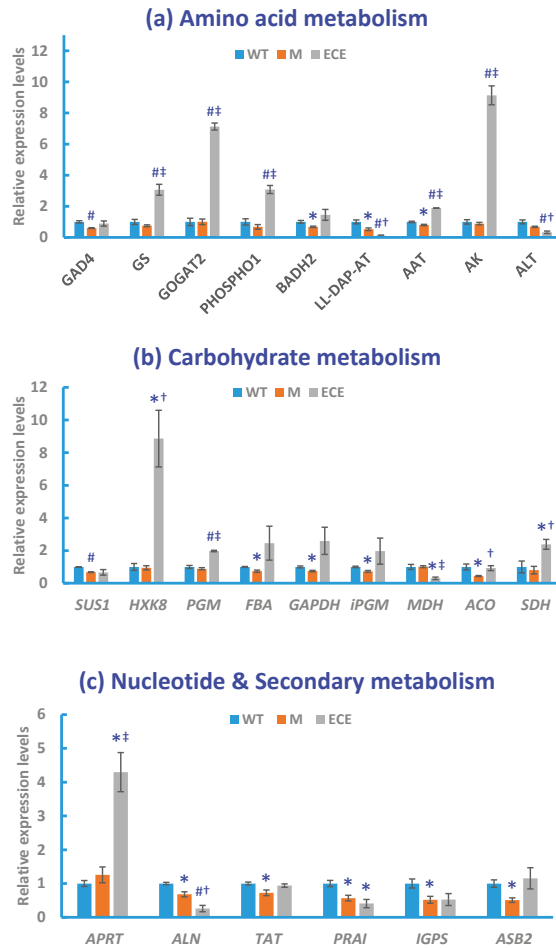 (a) Amino acid metabolism
WT M ECE
Relative expression levels
12
10
8
6
4
2
0
# #‡ #‡ #‡ * * #† * #‡ #‡ #†
GAD4 GS GOGAT2 PHOSPHO1 BADH2 LL-DAP-AT AAT AK ALT
(b) Carbohydrate metabolism
WT M ECE
Relative expression levels
12
10
8
6
4
2
0
# *† #‡ * * * *‡ * † *†
SUS1 HXK8 PGM FBA GAPDH iPGM MDH ACO SDH
(c) Nucleotide & Secondary metabolism
WT M ECE
Relative expression levels
6
5
4
3
2
1
0
*‡ * #† * * * * *
APRT ALN TAT PRAI IGPS ASB2